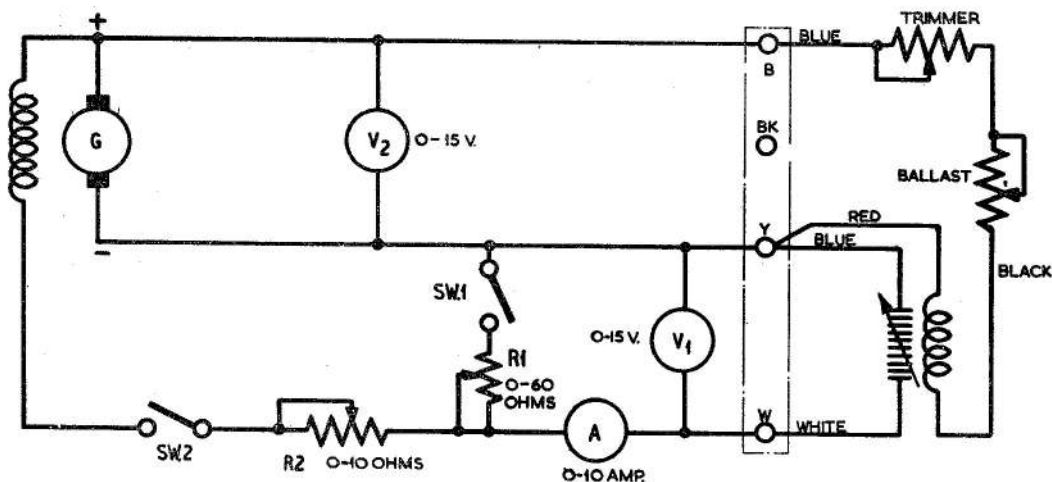 +
TRIMMER
BLUE
B
G
V2
0-15 V.
BK
BALLAST
RED
Y
BLUE
-
BLACK
SW.1
0-15 V.
V1
R1
0-60
OHMS
W
WHITE
A
SW.2
R2
0-10 OHMS
0-10 AMP.